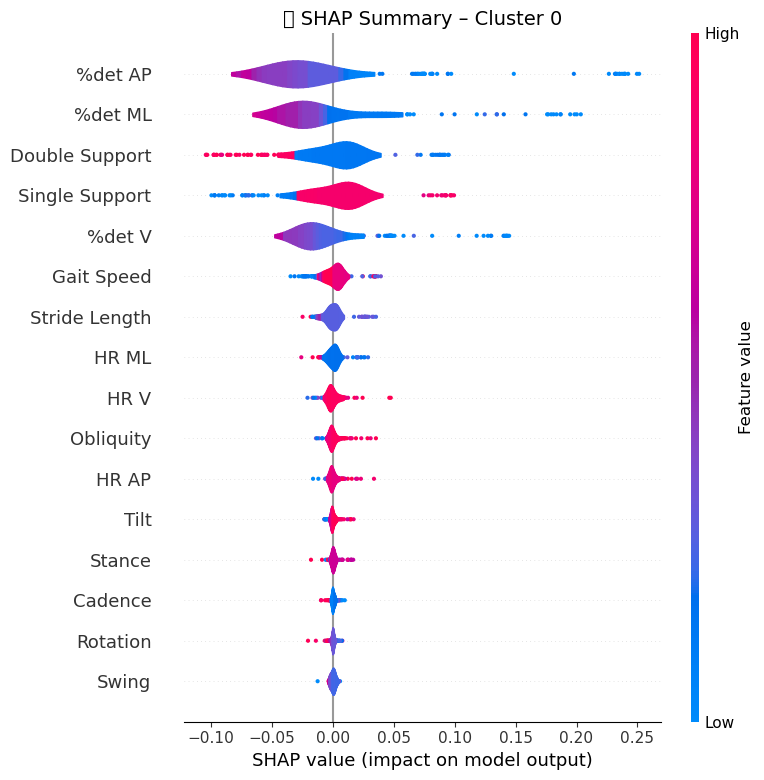 ▯ SHAP Summary – Cluster 0
High
%det AP
%det ML
Double Support
Single Support
%det V
Gait Speed
Stride Length
HR ML
HR V
Obliquity
HR AP
Tilt
Stance
Cadence
Rotation
Swing
Feature value
Low
−0.10 −0.05 0.00 0.05 0.10 0.15 0.20 0.25
SHAP value (impact on model output)